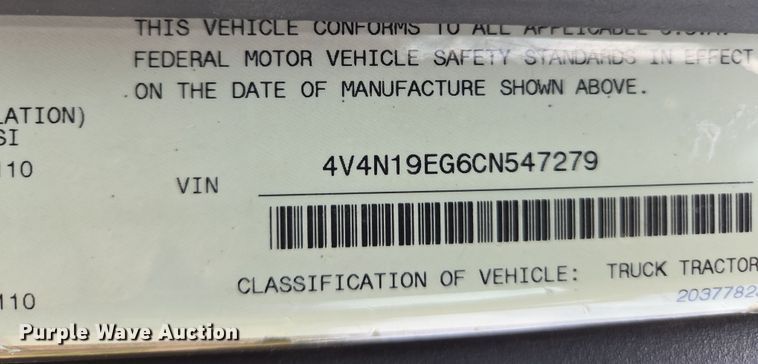 THIS VEHICLE CONFORMS TO ALL APPLICABLE U.S.A.
FEDERAL MOTOR VEHICLE SAFETY STANDARDS IN EFFECT
ON THE DATE OF MANUFACTURE SHOWN ABOVE.
LATION)
SI
110
VIN 4V4N19EG6CN547279
CLASSIFICATION OF VEHICLE: TRUCK TRACTOR
110
2037782
Purple Wave Auction